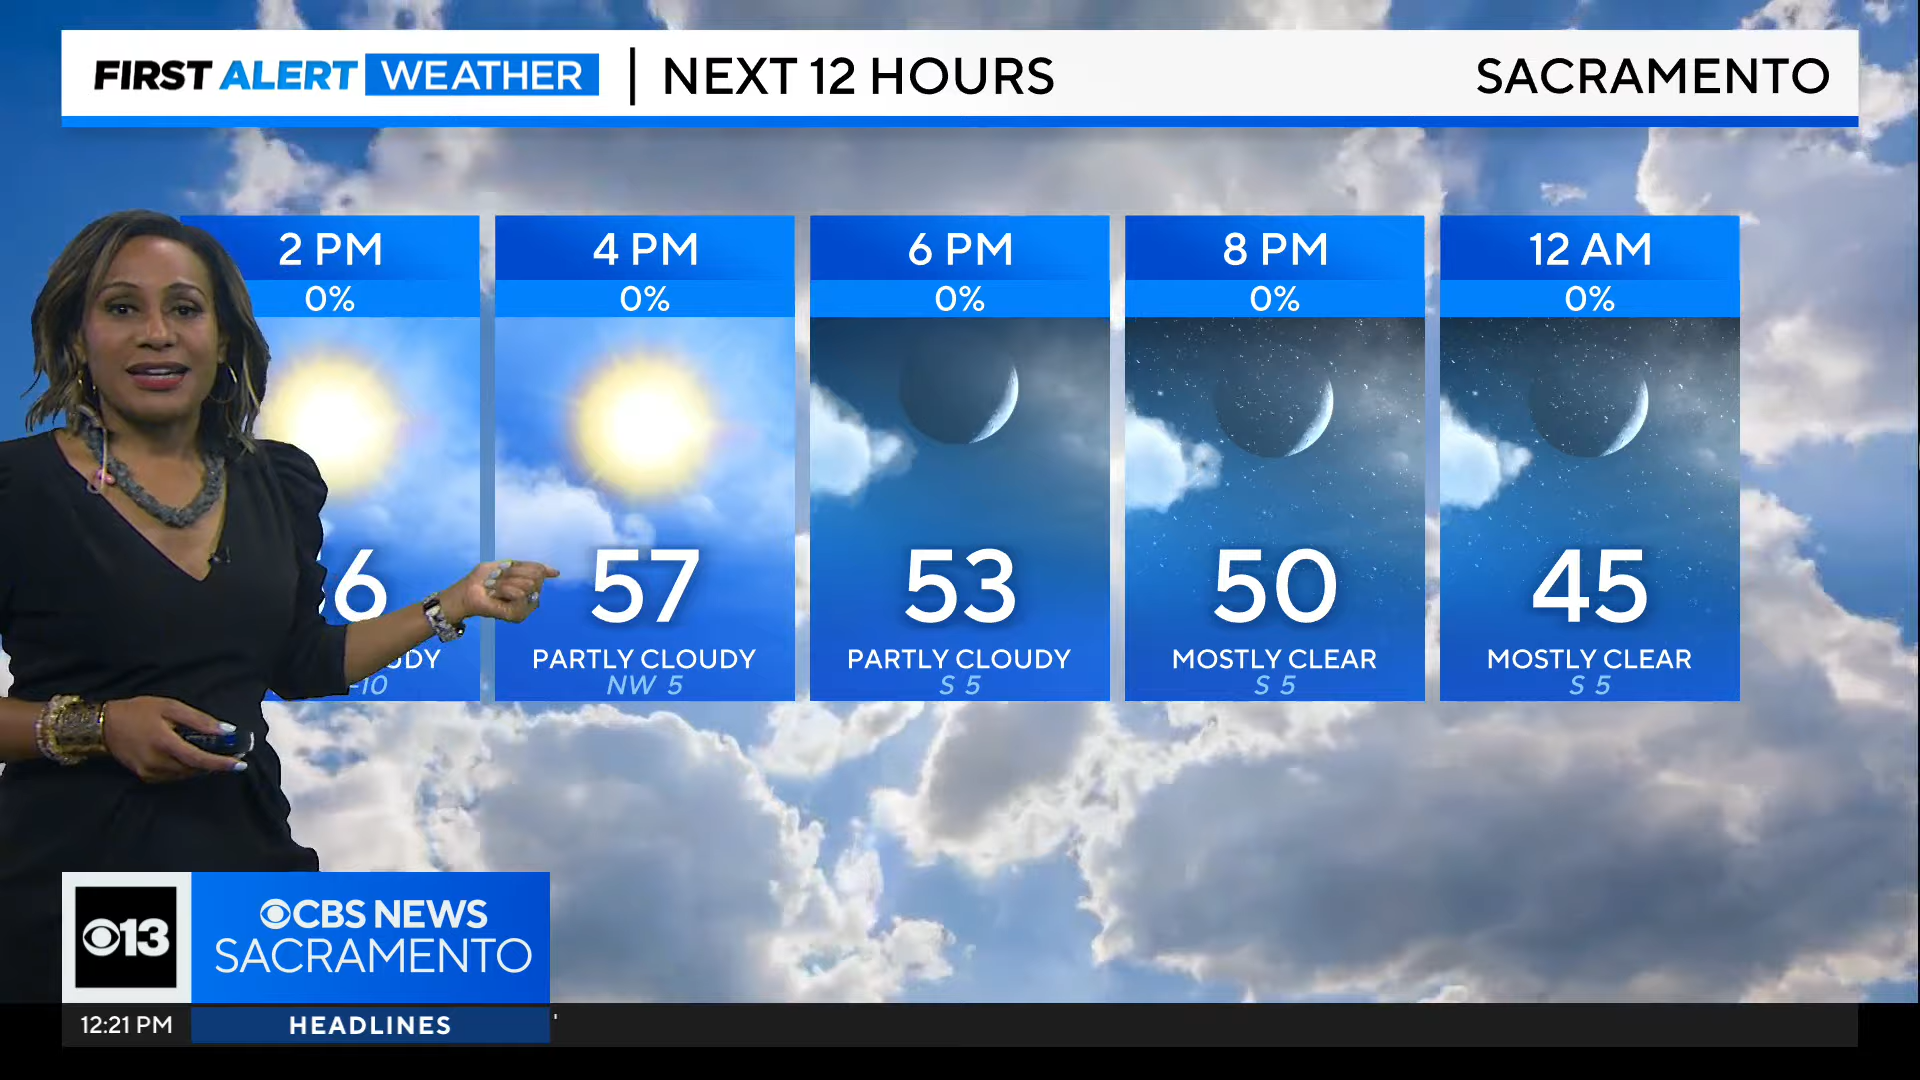 FIRST ALERT WEATHER | NEXT 12 HOURS
SACRAMENTO
2 PM
0%
4 PM
0%
57
PARTLY CLOUDY
NW 5
6 PM
0%
53
PARTLY CLOUDY
S 5
8 PM
0%
50
MOSTLY CLEAR
S 5
12 AM
0%
45
MOSTLY CLEAR
S 5
13
CBS NEWS
SACRAMENTO
12:21 PM
HEADLINES